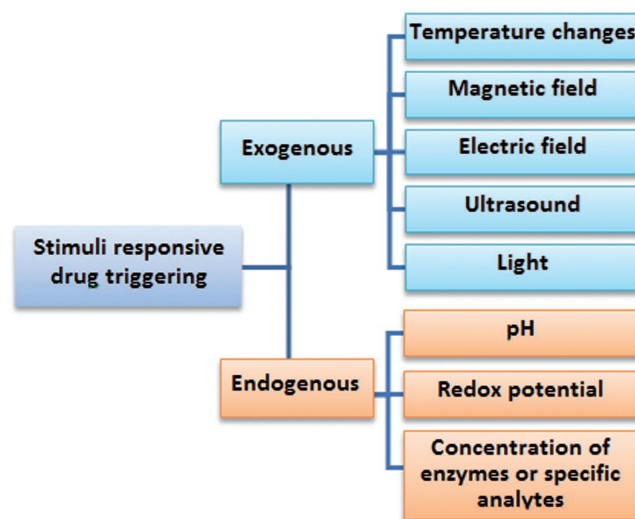 Stimuli responsive
drug triggering
Exogenous
Temperature changes
Magnetic field
Electric field
Ultrasound
Light
Endogenous
pH
Redox potential
Concentration of
enzymes or specific
analytes